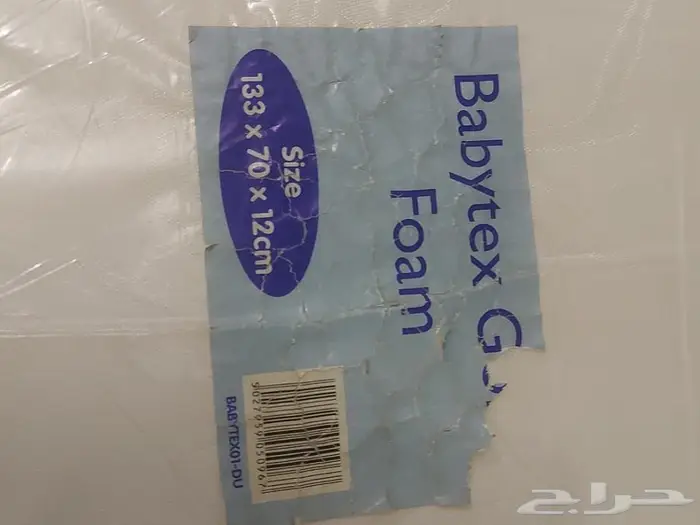 Babytex G
Foam
Size
133 x 70 x 12cm
BABYTEX01-DU
حراج